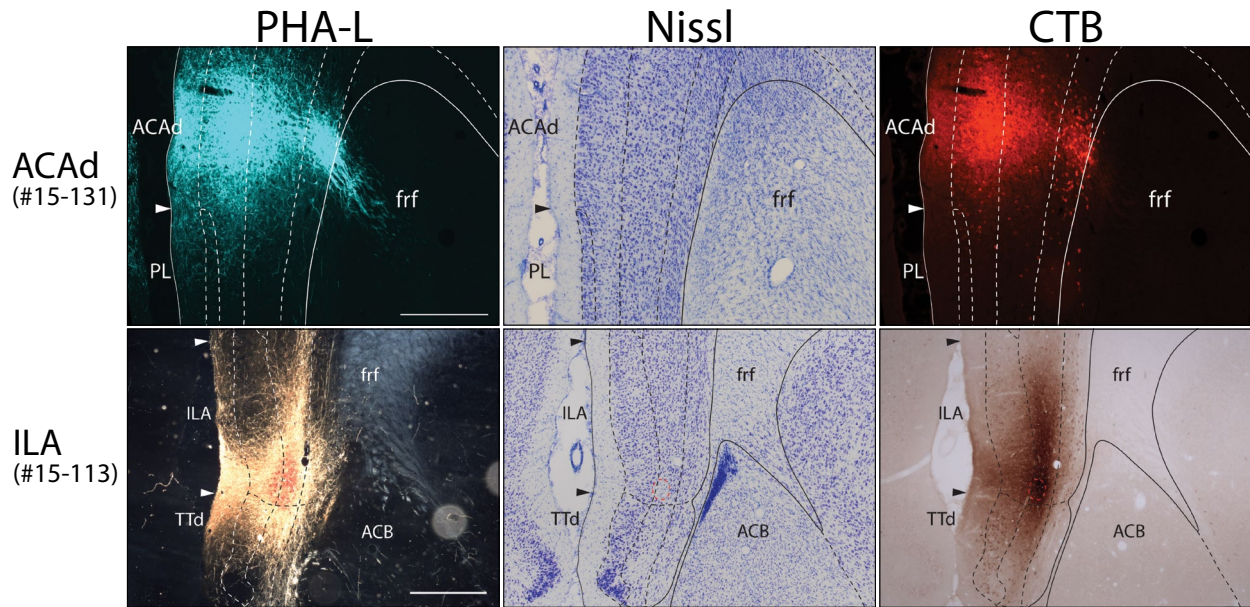 PHA-L Nissl CTB
ACAd
(#15-131)
ACAd
frf
PL
ACAd
frf
PL
ACAd
frf
PL
ILA
(#15-113)
frf
ILA
TTd
ACB
frf
ILA
TTd
ACB
frf
ILA
TTd
ACB